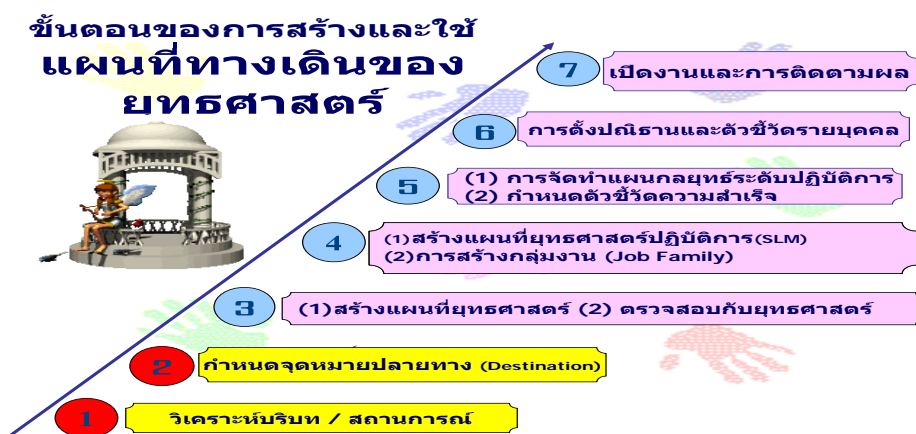 ขั้นตอนของการสร้างและใช้
แผนที่ทางเดินของ
ยุทธศาสตร์
7 เปิดงานและการติดตามผล
6 การตั้งปณิธานและตัวชี้วัดรายบุคคล
5 (1) การจัดทำแผนกลยุทธ์ระดับปฏิบัติการ
(2) กำหนดตัวชี้วัดความสำเร็จ
4 (1)สร้างแผนที่ยุทธศาสตร์ปฏิบัติการ(SLM)
(2)การสร้างกลุ่มงาน (Job Family)
3 (1)สร้างแผนที่ยุทธศาสตร์ (2) ตรวจสอบกับยุทธศาสตร์
2 กำหนดจุดหมายปลายทาง (Destination)
1 วิเคราะห์บริบท / สถานการณ์